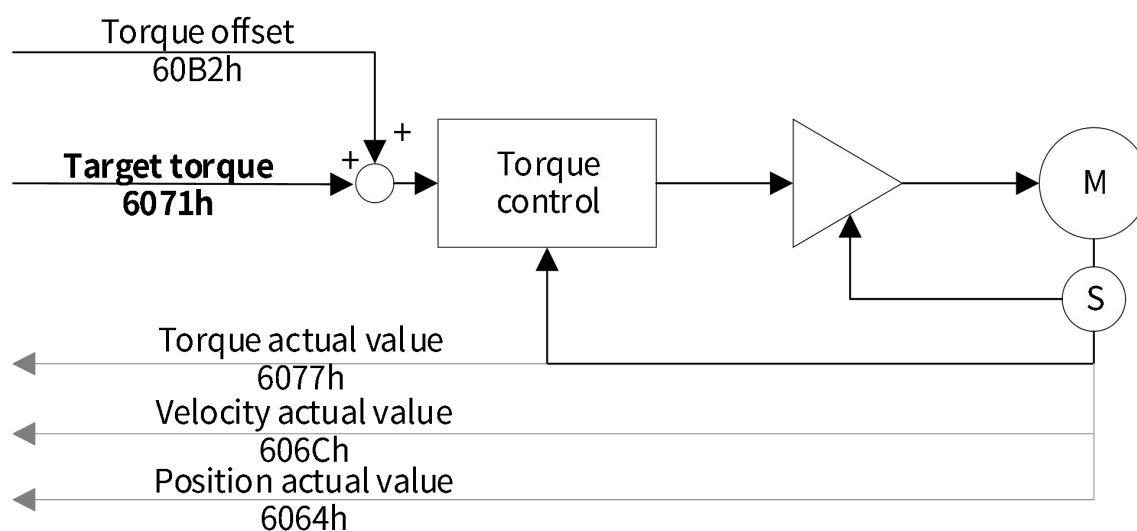 Torque offset
60B2h
+
+
Target torque
6071h
Torque
control
M
S
Torque actual value
6077h
Velocity actual value
606Ch
Position actual value
6064h